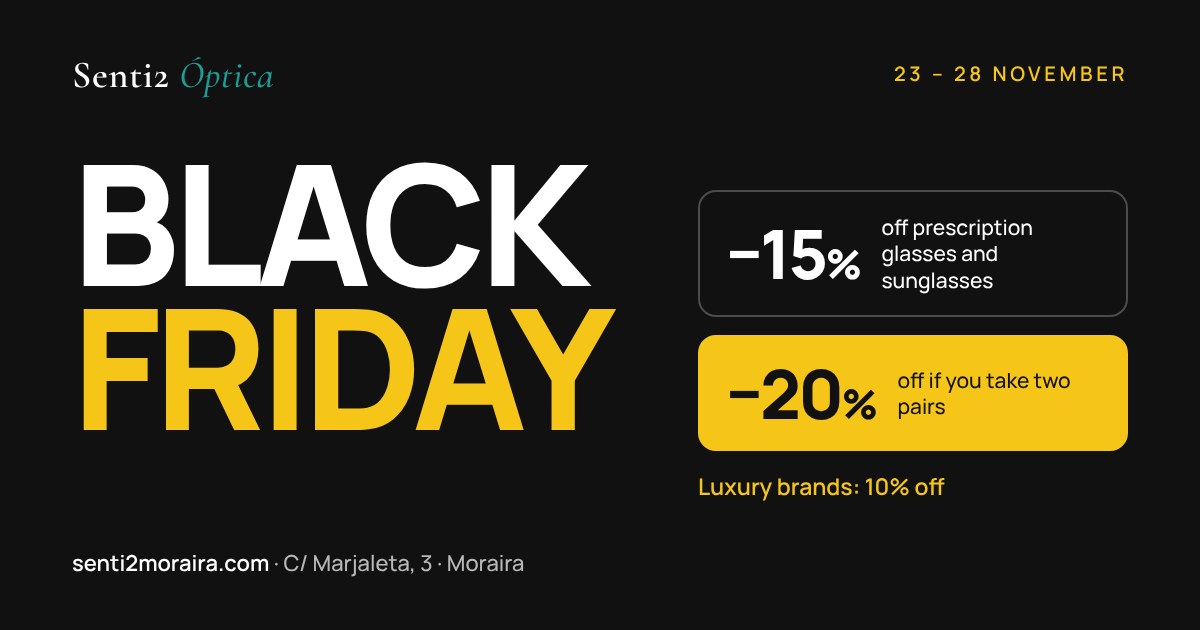 Senti2 Óptica
23 – 28 NOVEMBER
BLACK
FRIDAY
–15%
off prescription
glasses and
sunglasses
–20%
off if you take two
pairs
Luxury brands: 10% off
senti2moraira.com · C/ Marjaleta, 3 · Moraira